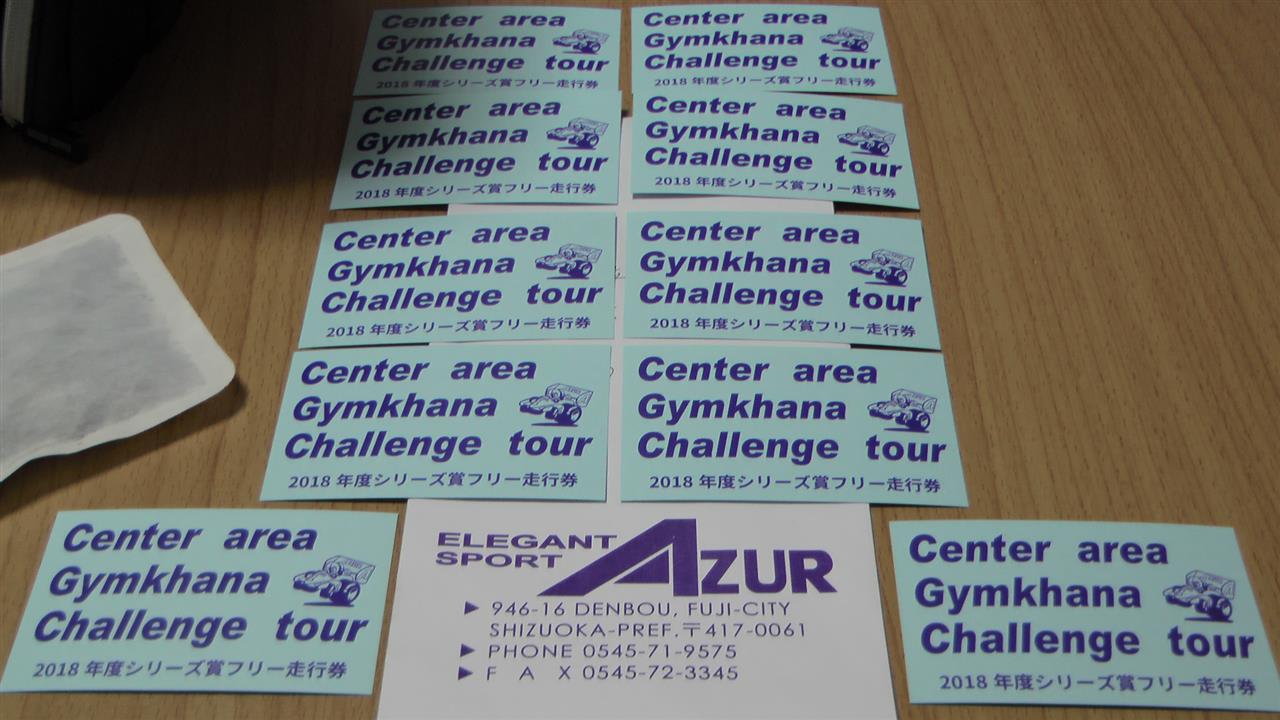 Center area
Gymkhana
Challenge tour
2018 年度シリーズ賞フリー走行券
Center area
Gymkhana
Challenge tour
2018 年度シリーズ賞フリー走行券
Center area
Gymkhana
Challenge tour
2018 年度シリーズ賞フリー走行券
Center area
Gymkhana
Challenge tour
2018 年度シリーズ賞フリー走行券
Center area
Gymkhana
Challenge tour
2018 年度シリーズ賞フリー走行券
Center area
Gymkhana
Challenge tour
2018 年度シリーズ賞フリー走行券
Center area
Gymkhana
Challenge tour
2018 年度シリーズ賞フリー走行券
Center area
Gymkhana
Challenge tour
2018 年度シリーズ賞フリー走行券
Center area
Gymkhana
Challenge tour
2018 年度シリーズ賞フリー走行券
ELEGANT
SPORT AZUR
▶ 946-16 DENBOU, FUJI-CITY
SHIZUOKA-PREF.〒417-0061
▶ PHONE 0545-71-9575
▶ F A X 0545-72-3345
Center area
Gymkhana
Challenge tour
2018 年度シリーズ賞フリー走行券